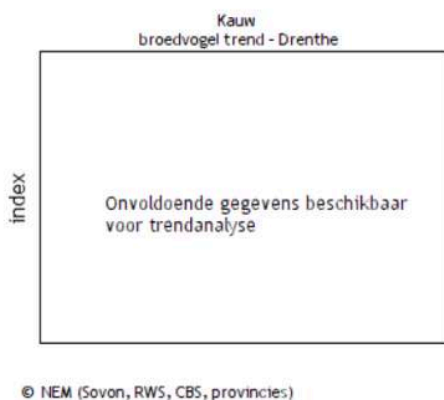 Kauw
broedvogel trend - Drenthe
index
Onvoldoende gegevens beschikbaar
voor trendanalyse
© NEM (Sovon, RWS, CBS, provincies)